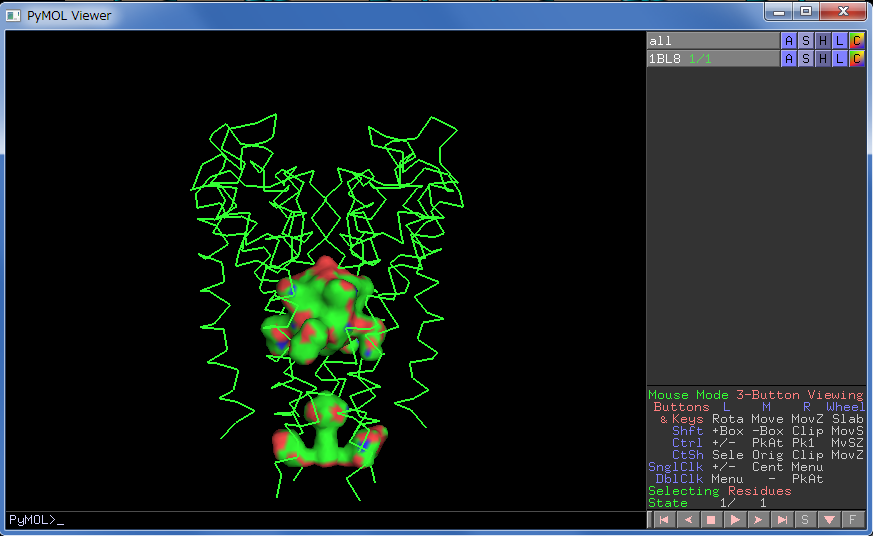 PyMOL Viewer
all A S H L C
1BL8 1/1 A S H L C
Mouse Mode 3-Button Viewing
Buttons L M R Wheel
& Keys Rota Move MovZ Slab
Shft +Box -Box Clip MovS
Ctrl +/- PkAt Pk1 MvSZ
CtSh Sele Orig Clip MovZ
SnglClk +/- Cent Menu
DblClk Menu - PkAt
Selecting Residues
State 1/ 1
PyMOL>_
S F